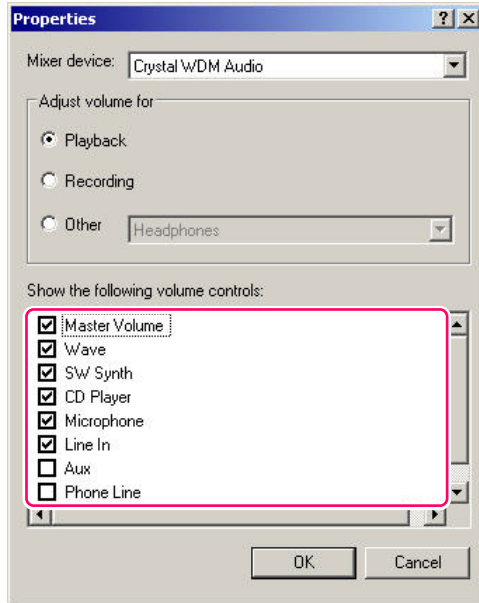 Properties
Mixer device: Crystal WDM Audio
Adjust volume for
Playback
Recording
Other Headphones
Show the following volume controls:
Master Volume
Wave
SW Synth
CD Player
Microphone
Line In
Aux
Phone Line
OK Cancel